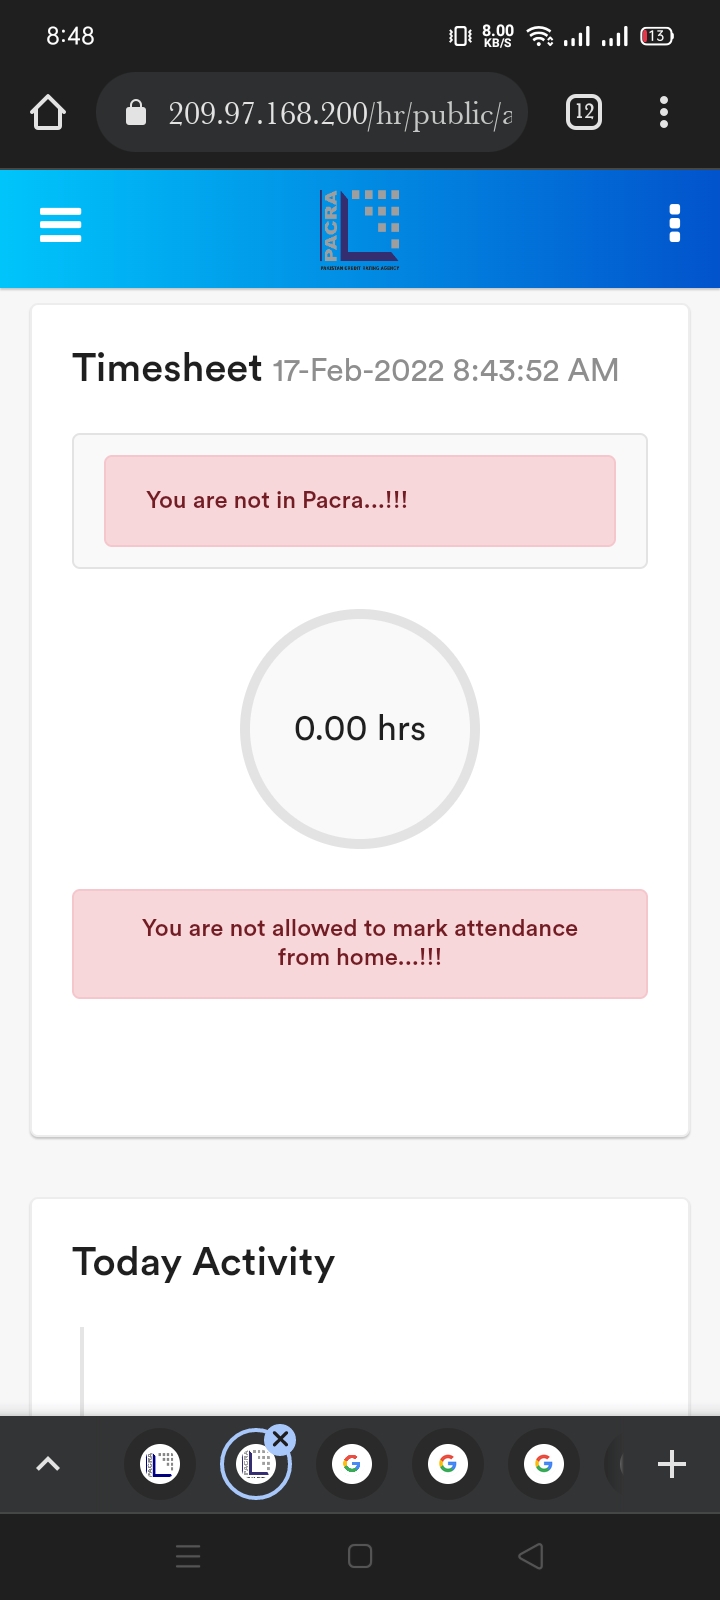 8:48
8.00
KB/S
13
209.97.168.200/hr/public/a
12
PACRA
PAKISTAN CREDIT RATING AGENCY
Timesheet 17-Feb-2022 8:43:52 AM
You are not in Pacra...!!!
0.00 hrs
You are not allowed to mark attendance
from home...!!!
Today Activity